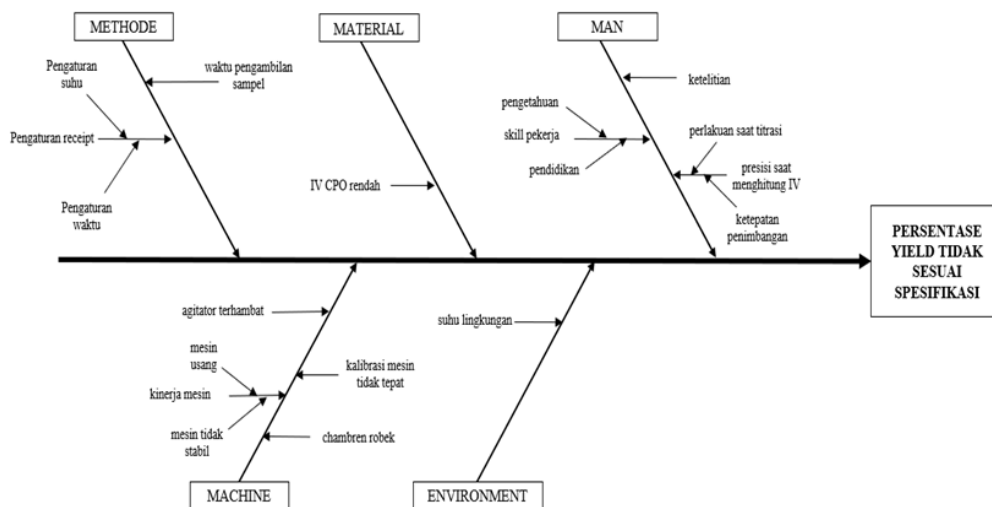 METHODE
MATERIAL
MAN
Pengaturan
suhu
waktu pengambilan
sampel
Pengaturan receipt
Pengaturan
waktu
IV CPO rendah
ketelitian
pengetahuan
skill pekerja
pendidikan
perlakuan saat titrasi
presisi saat
menghitung IV
ketepatan
penimbangan
PERSENTASE
YIELD TIDAK
SESUAI
SPESIFIKASI
agitator terhambat
mesin
usang
kinerja mesin
mesin tidak
stabil
kalibrasi mesin
tidak tepat
chambren robek
suhu lingkungan
MACHINE
ENVIRONMENT